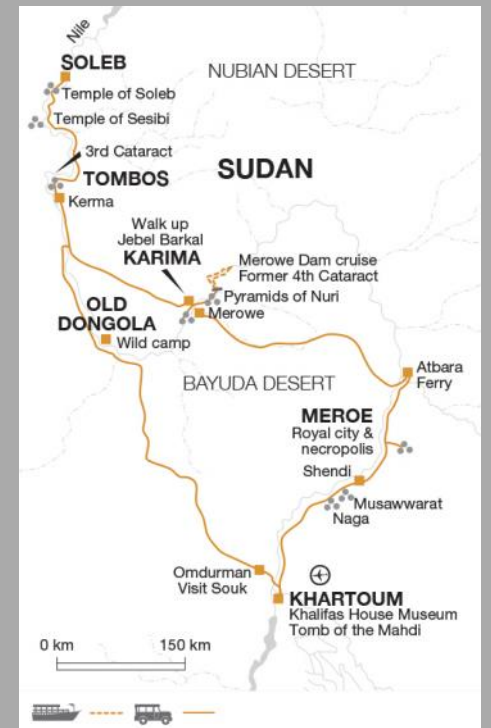 Nile
SOLEB
NUBIAN DESERT
Temple of Soleb
Temple of Sesibi
3rd Cataract
SUDAN
TOMBOS
Kerma
Walk up
Jebel Barkal
KARIMA
Merowe Dam cruise
Former 4th Cataract
Pyramids of Nuri
Merowe
OLD
DONGOLA
Wild camp
Atbara
Ferry
BAYUDA DESERT
MEROE
Royal city &
necropolis
Shendi
Musawwarat
Naga
Omdurman
Visit Souk
KHARTOUM
Khalifas House Museum
Tomb of the Mahdi
0 km
150 km